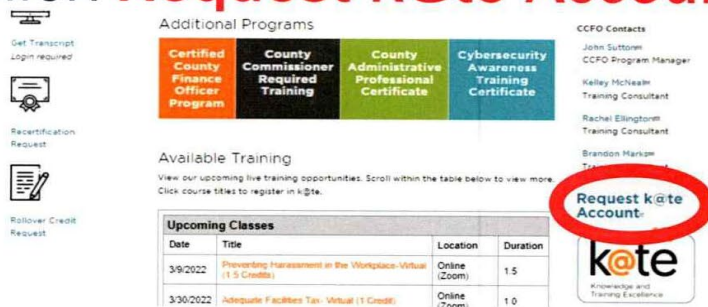 Request k@te Account
Additional Programs
Get Transcript
Login required
Recertification
Request
Rollover Credit
Request
Certified
County
Finance
Officer
Program
County
Commissioner
Required
Training
County
Administrative
Professional
Certificate
Cybersecurity
Awareness
Training
Certificate
Available Training
View our upcoming live training opportunities. Scroll within the table below to view more.
Click course titles to register in k@te.
Upcoming Classes
Date Title Location Duration
3/9/2022 Preventing Harassment in the Workplace-Virtual (1.5 Credits) Online (Zoom) 1.5
3/30/2022 Adequate Facilities Tax- Virtual (1 Credit) Online (Zoom) 1.0
CCFO Contacts
John Sutton
CCFO Program Manager
Kelley McNeal
Training Consultant
Rachel Ellington
Training Consultant
Brandon Marks
Training Consultant
Request k@te
Account
k@te
Knowledge and
Training Excellence